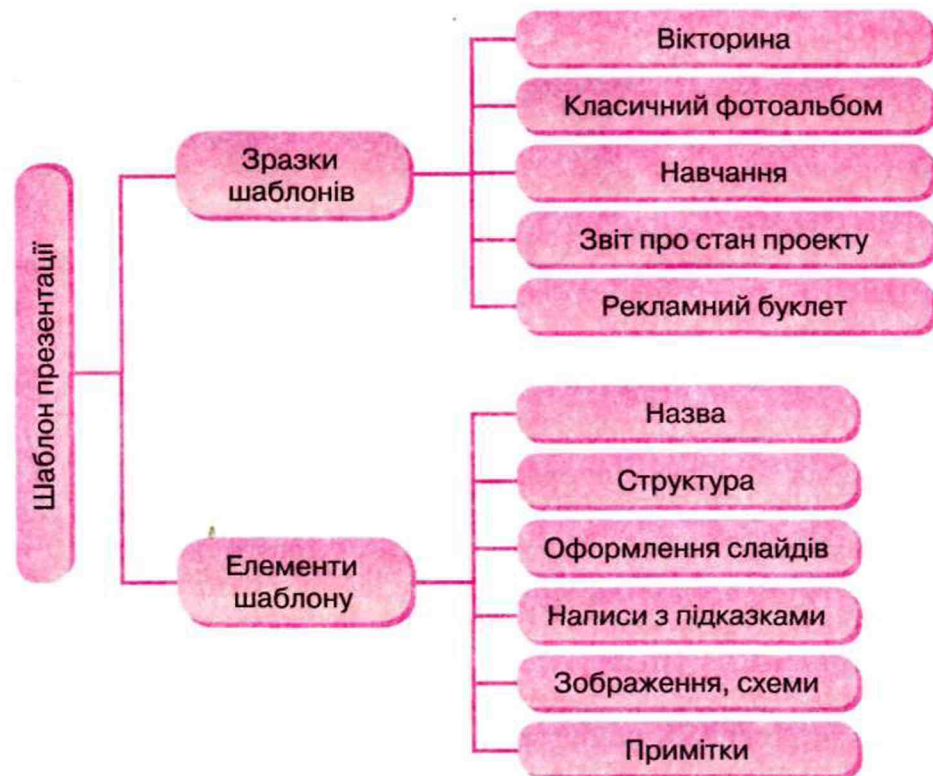 Шаблон презентації
Зразки
шаблонів
Вікторина
Класичний фотоальбом
Навчання
Звіт про стан проекту
Рекламний буклет
Елементи
шаблону
Назва
Структура
Оформлення слайдів
Написи з підказками
Зображення, схеми
Примітки